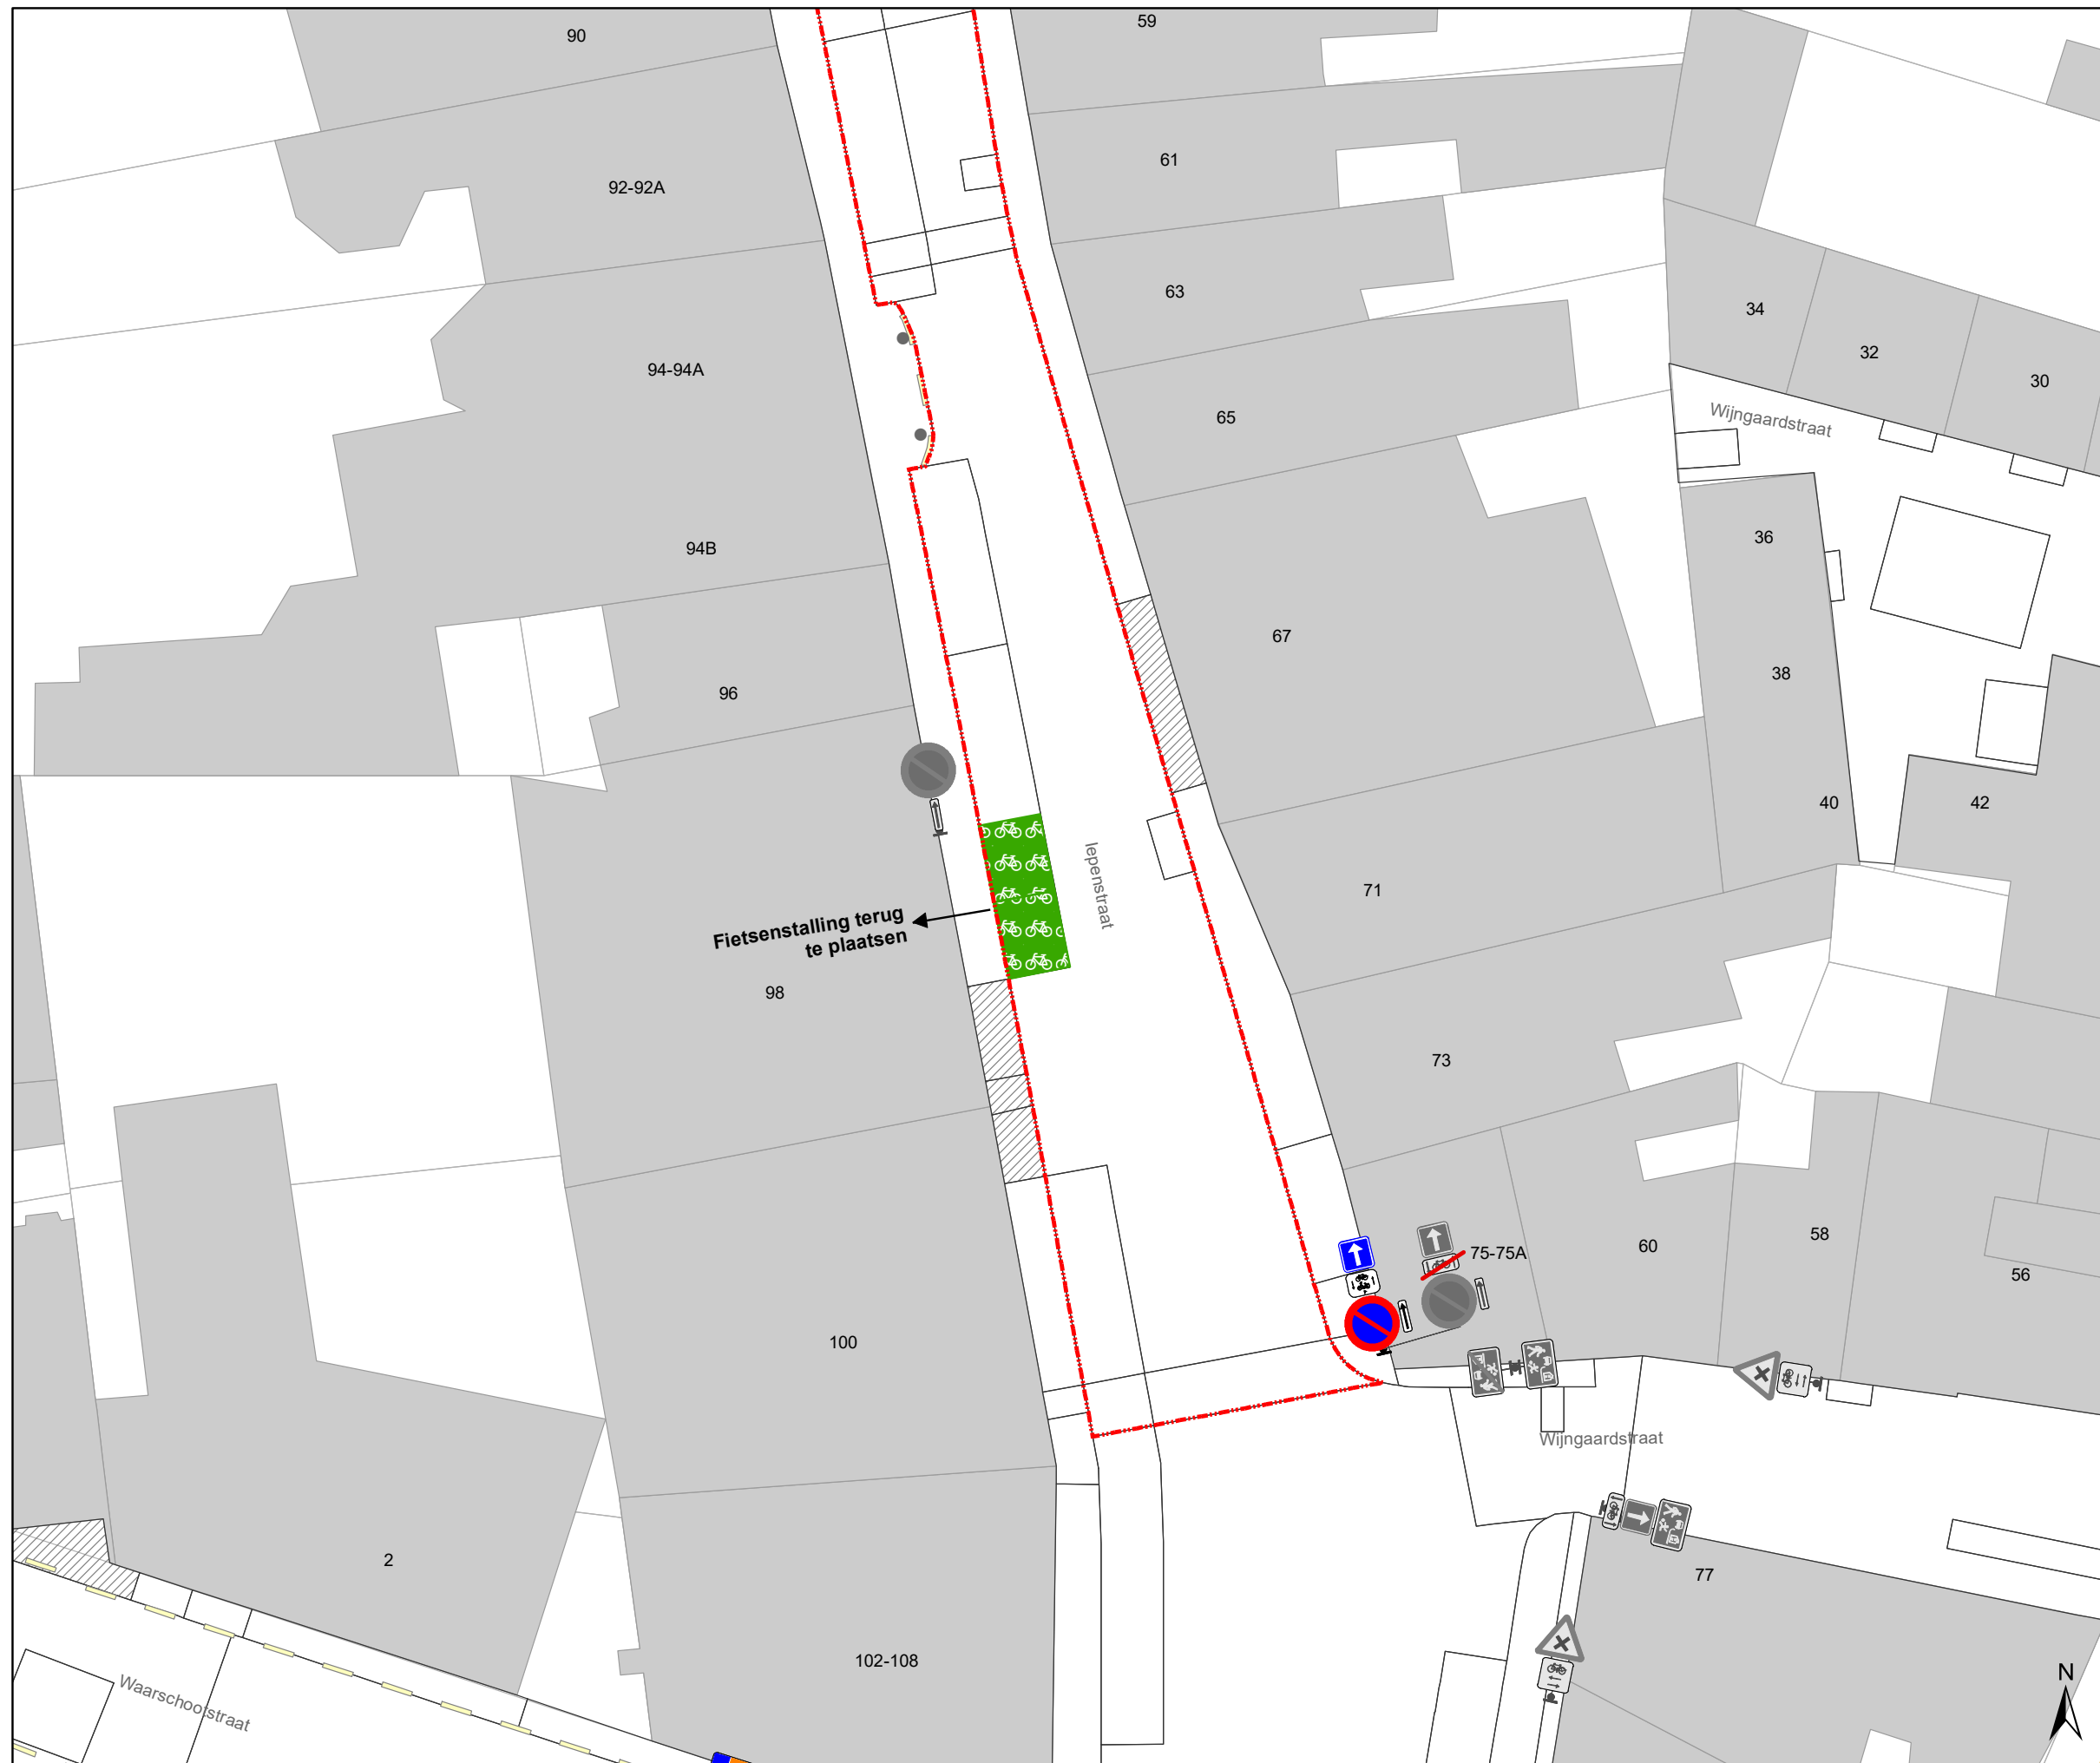 90
59
92-92A
61
63
34
32
30
94-94A
65
Wijngaardstraat
94B
36
67
38
96
40
42
Iepenstraat
71
Fietsenstalling terug
te plaatsen
98
73
75-75A
60
58
56
100
Wijngaardstraat
2
77
102-108
Waarschootstraat
N